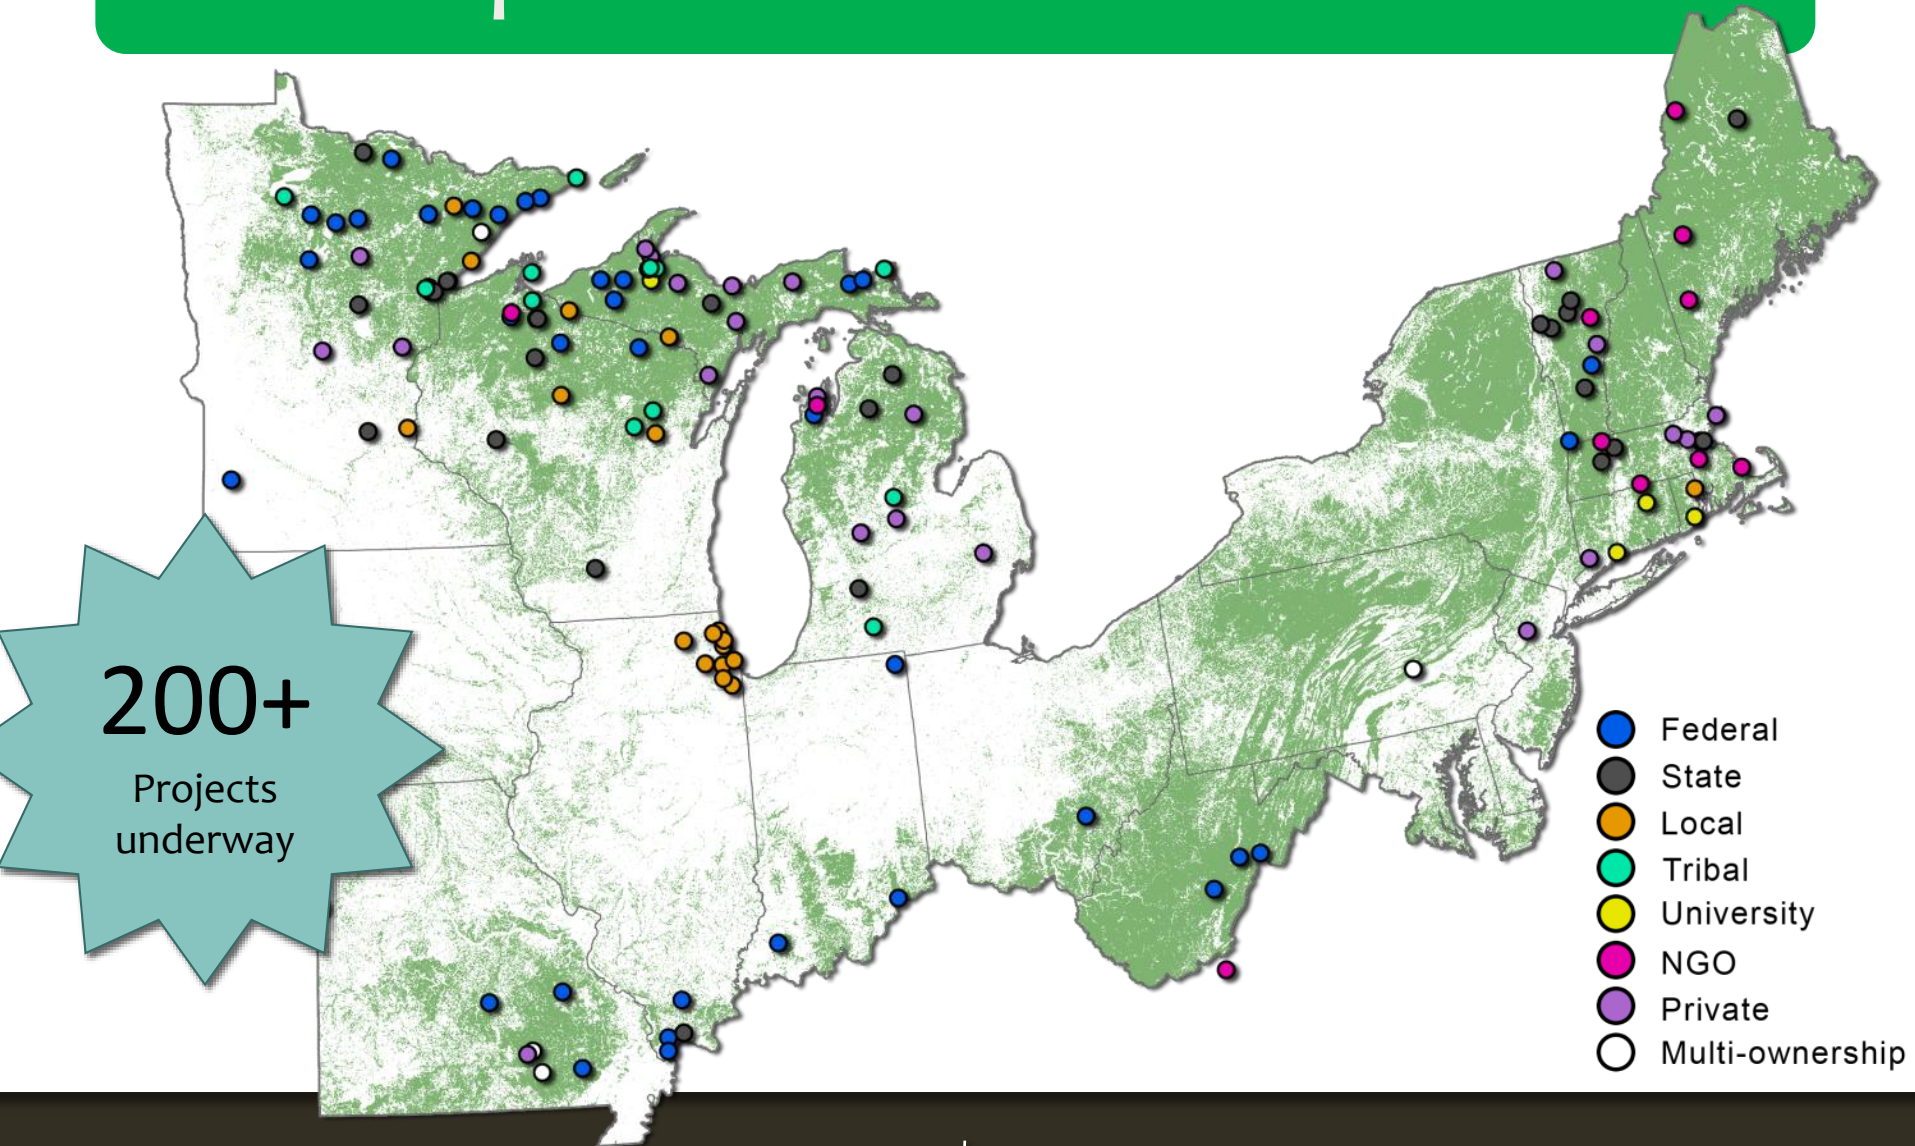 200+
Projects
underway
Federal
State
Local
Tribal
University
NGO
Private
Multi-ownership